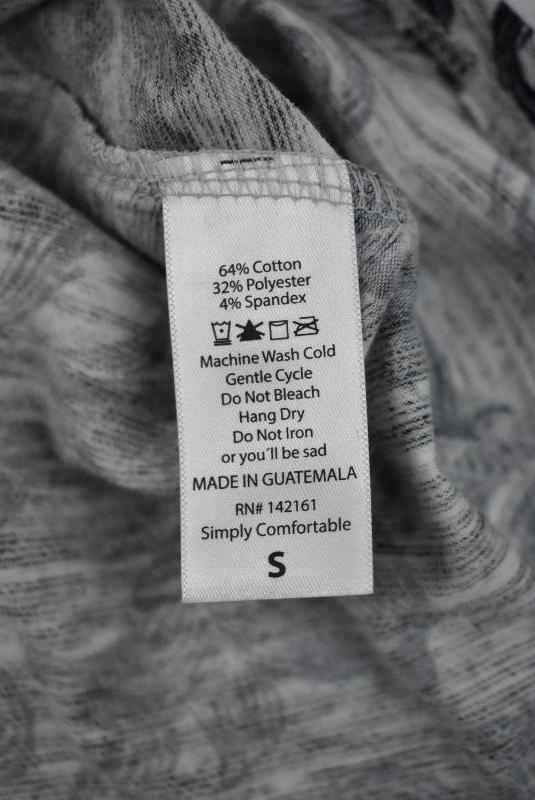 64% Cotton
32% Polyester
4% Spandex
Machine Wash Cold
Gentle Cycle
Do Not Bleach
Hang Dry
Do Not Iron
or you´ll be sad
MADE IN GUATEMALA
RN# 142161
Simply Comfortable
S